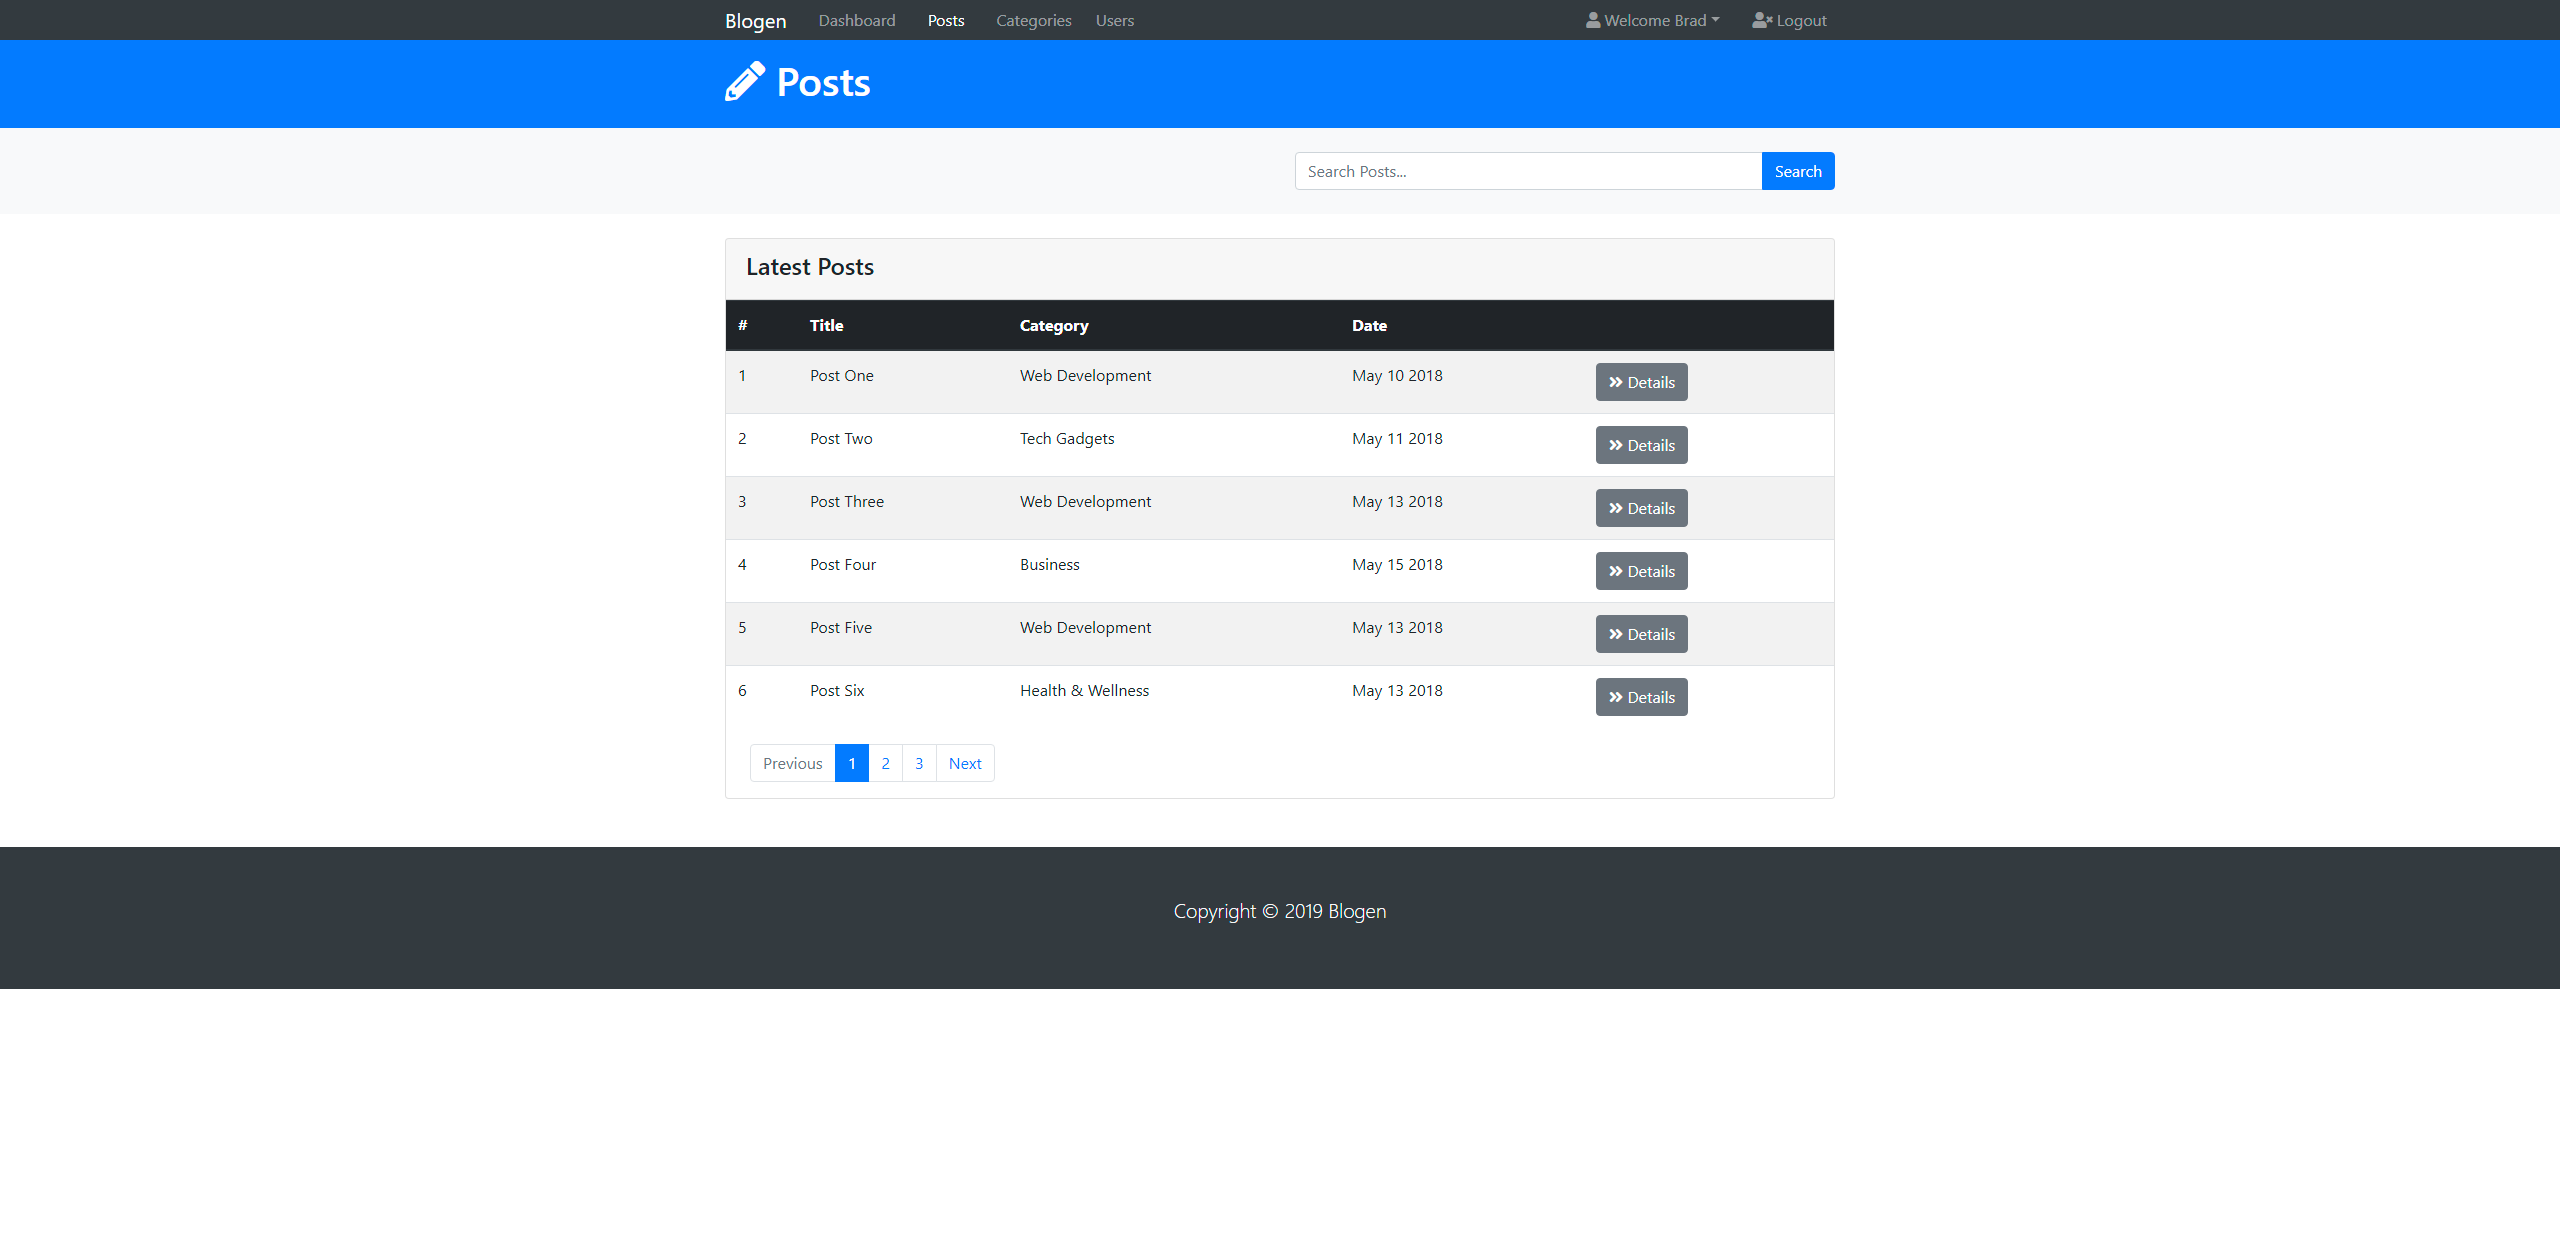 Blogen Dashboard Posts Categories Users Welcome Brad Logout
Posts
Search Posts... Search
Latest Posts
# Title Category Date
1 Post One Web Development May 10 2018 Details
2 Post Two Tech Gadgets May 11 2018 Details
3 Post Three Web Development May 13 2018 Details
4 Post Four Business May 15 2018 Details
5 Post Five Web Development May 13 2018 Details
6 Post Six Health & Wellness May 13 2018 Details
Previous 1 2 3 Next
Copyright © 2019 Blogen